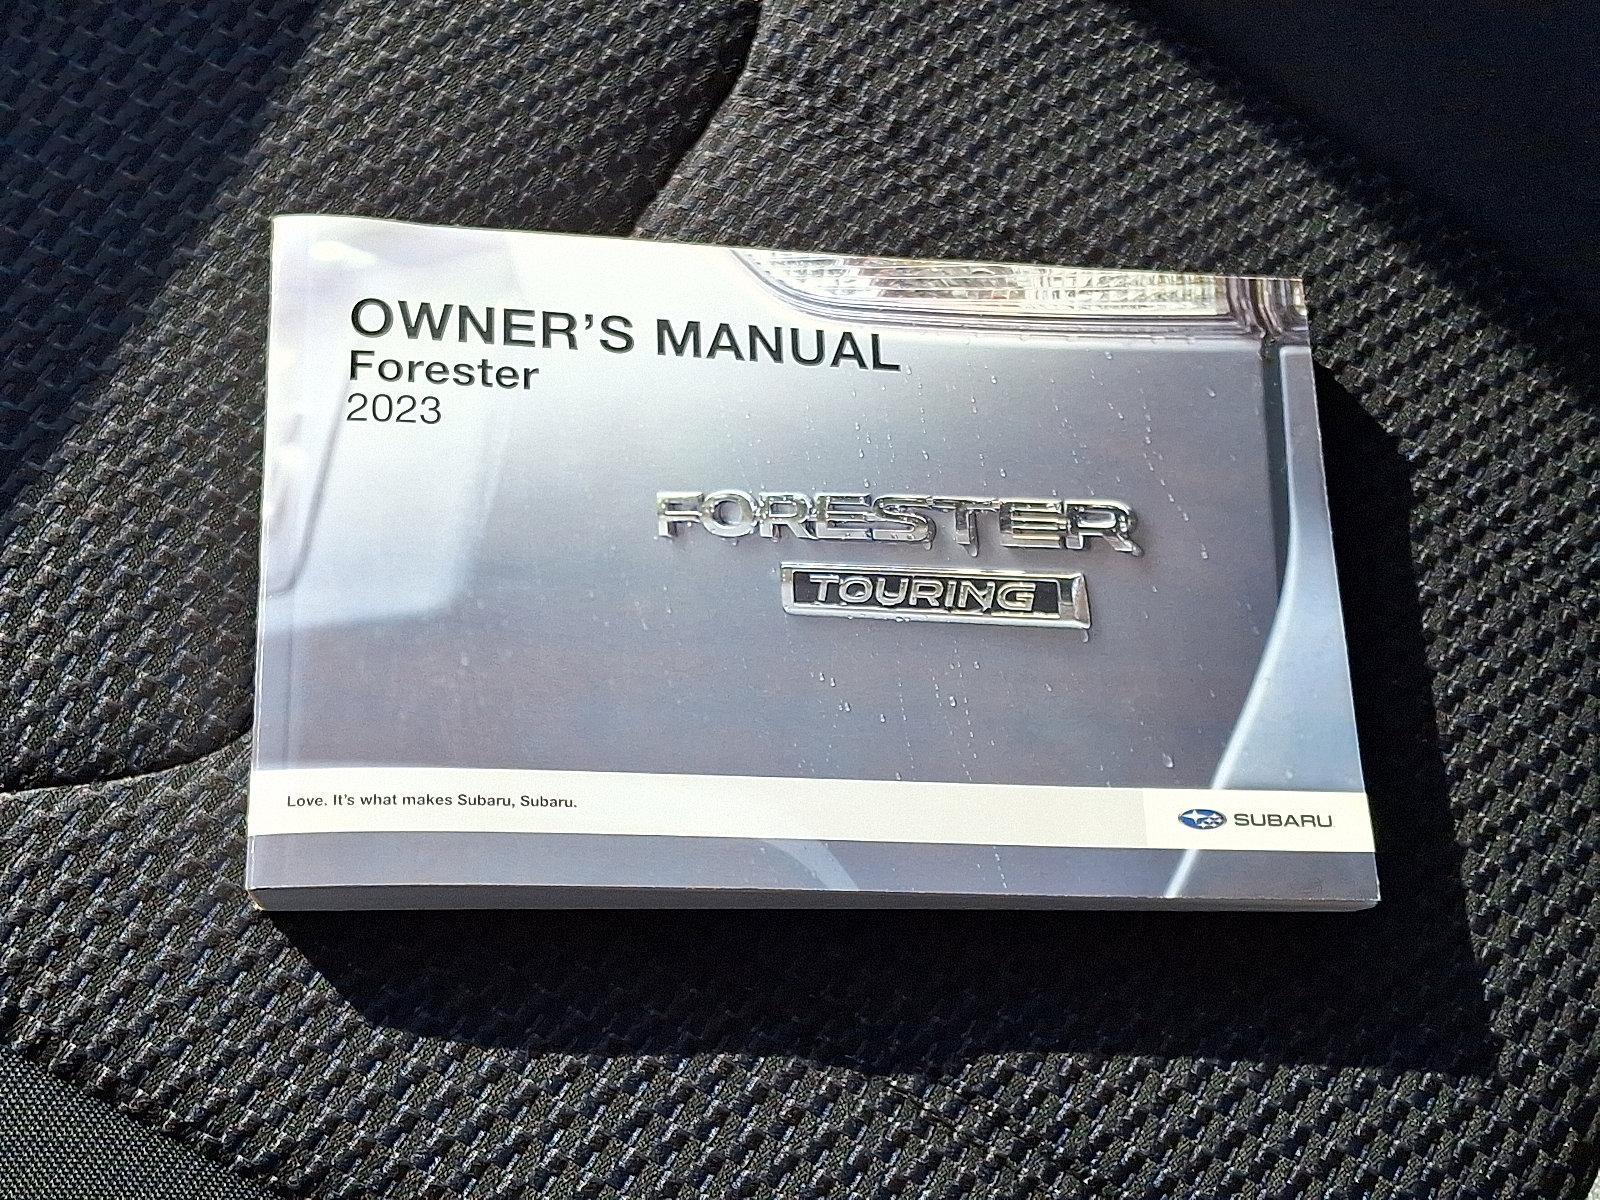 OWNER'S MANUAL
Forester
2023
FORESTER
TOURING
Love. It's what makes Subaru, Subaru.
SUBARU